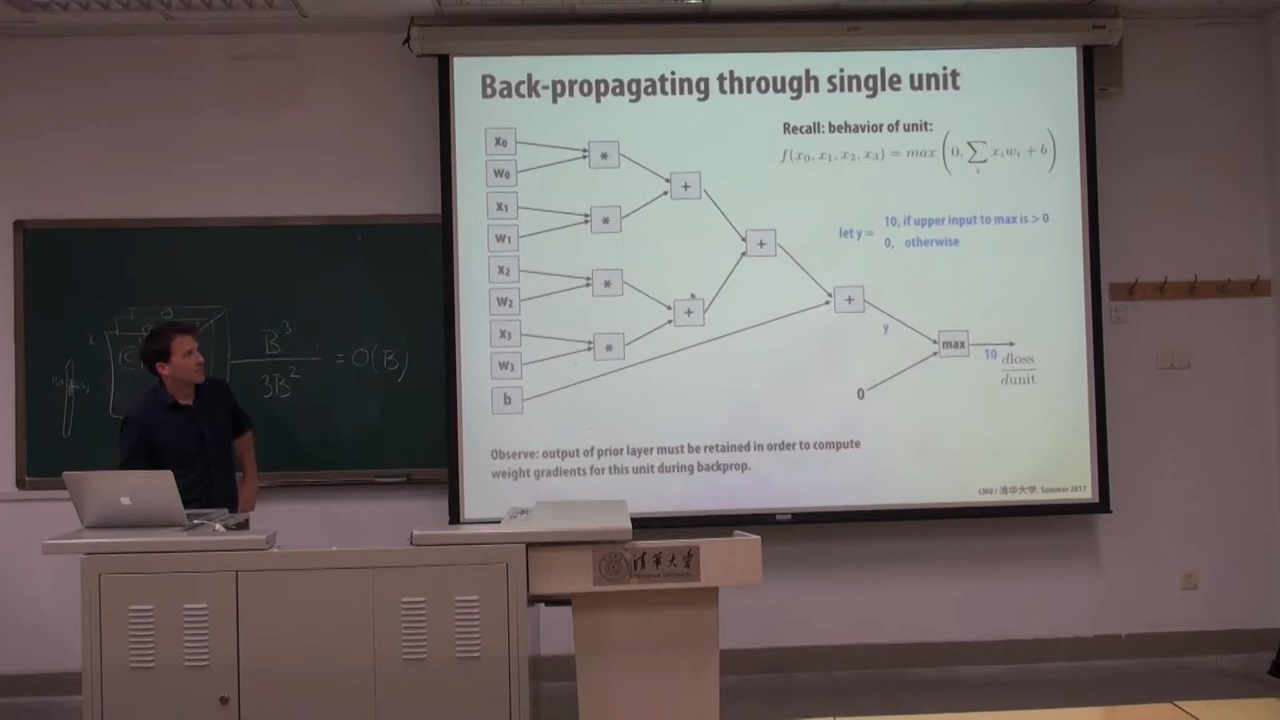 Back-propagating through single unit
Recall: behavior of unit:
f(x₀, x₁, x₂, x₃) = max (0, ∑ᵢ xᵢwᵢ + b)
x₀
w₀
*
x₁
w₁
*
+
x₂
w₂
*
x₃
w₃
*
+
+
b
+
let y =
10, if upper input to max is > 0
0, otherwise
y
max
0
10
dloss
dunit
Observe: output of prior layer must be retained in order to compute
weight gradients for this unit during backprop.
CMU / 清华大学, Summer 2017
B³
3B²
= O(B)
清华大学
Tsinghua University